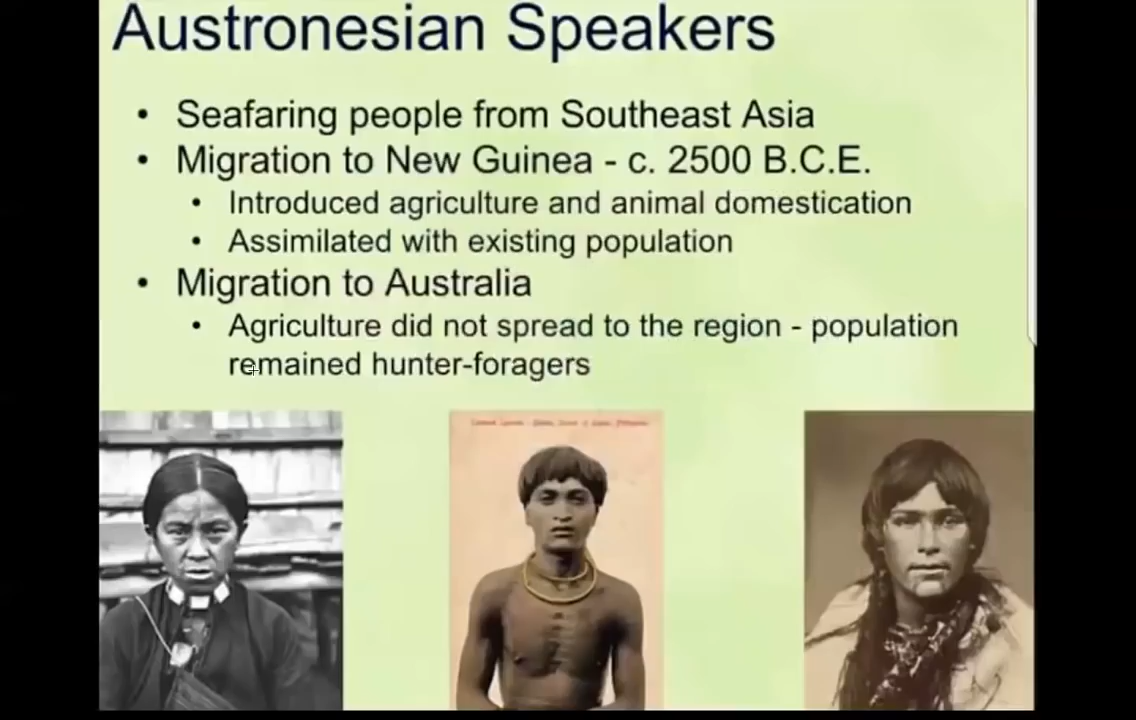 Austronesian Speakers
• Seafaring people from Southeast Asia
• Migration to New Guinea - c. 2500 B.C.E.
• Introduced agriculture and animal domestication
• Assimilated with existing population
• Migration to Australia
• Agriculture did not spread to the region - population
remained hunter-foragers